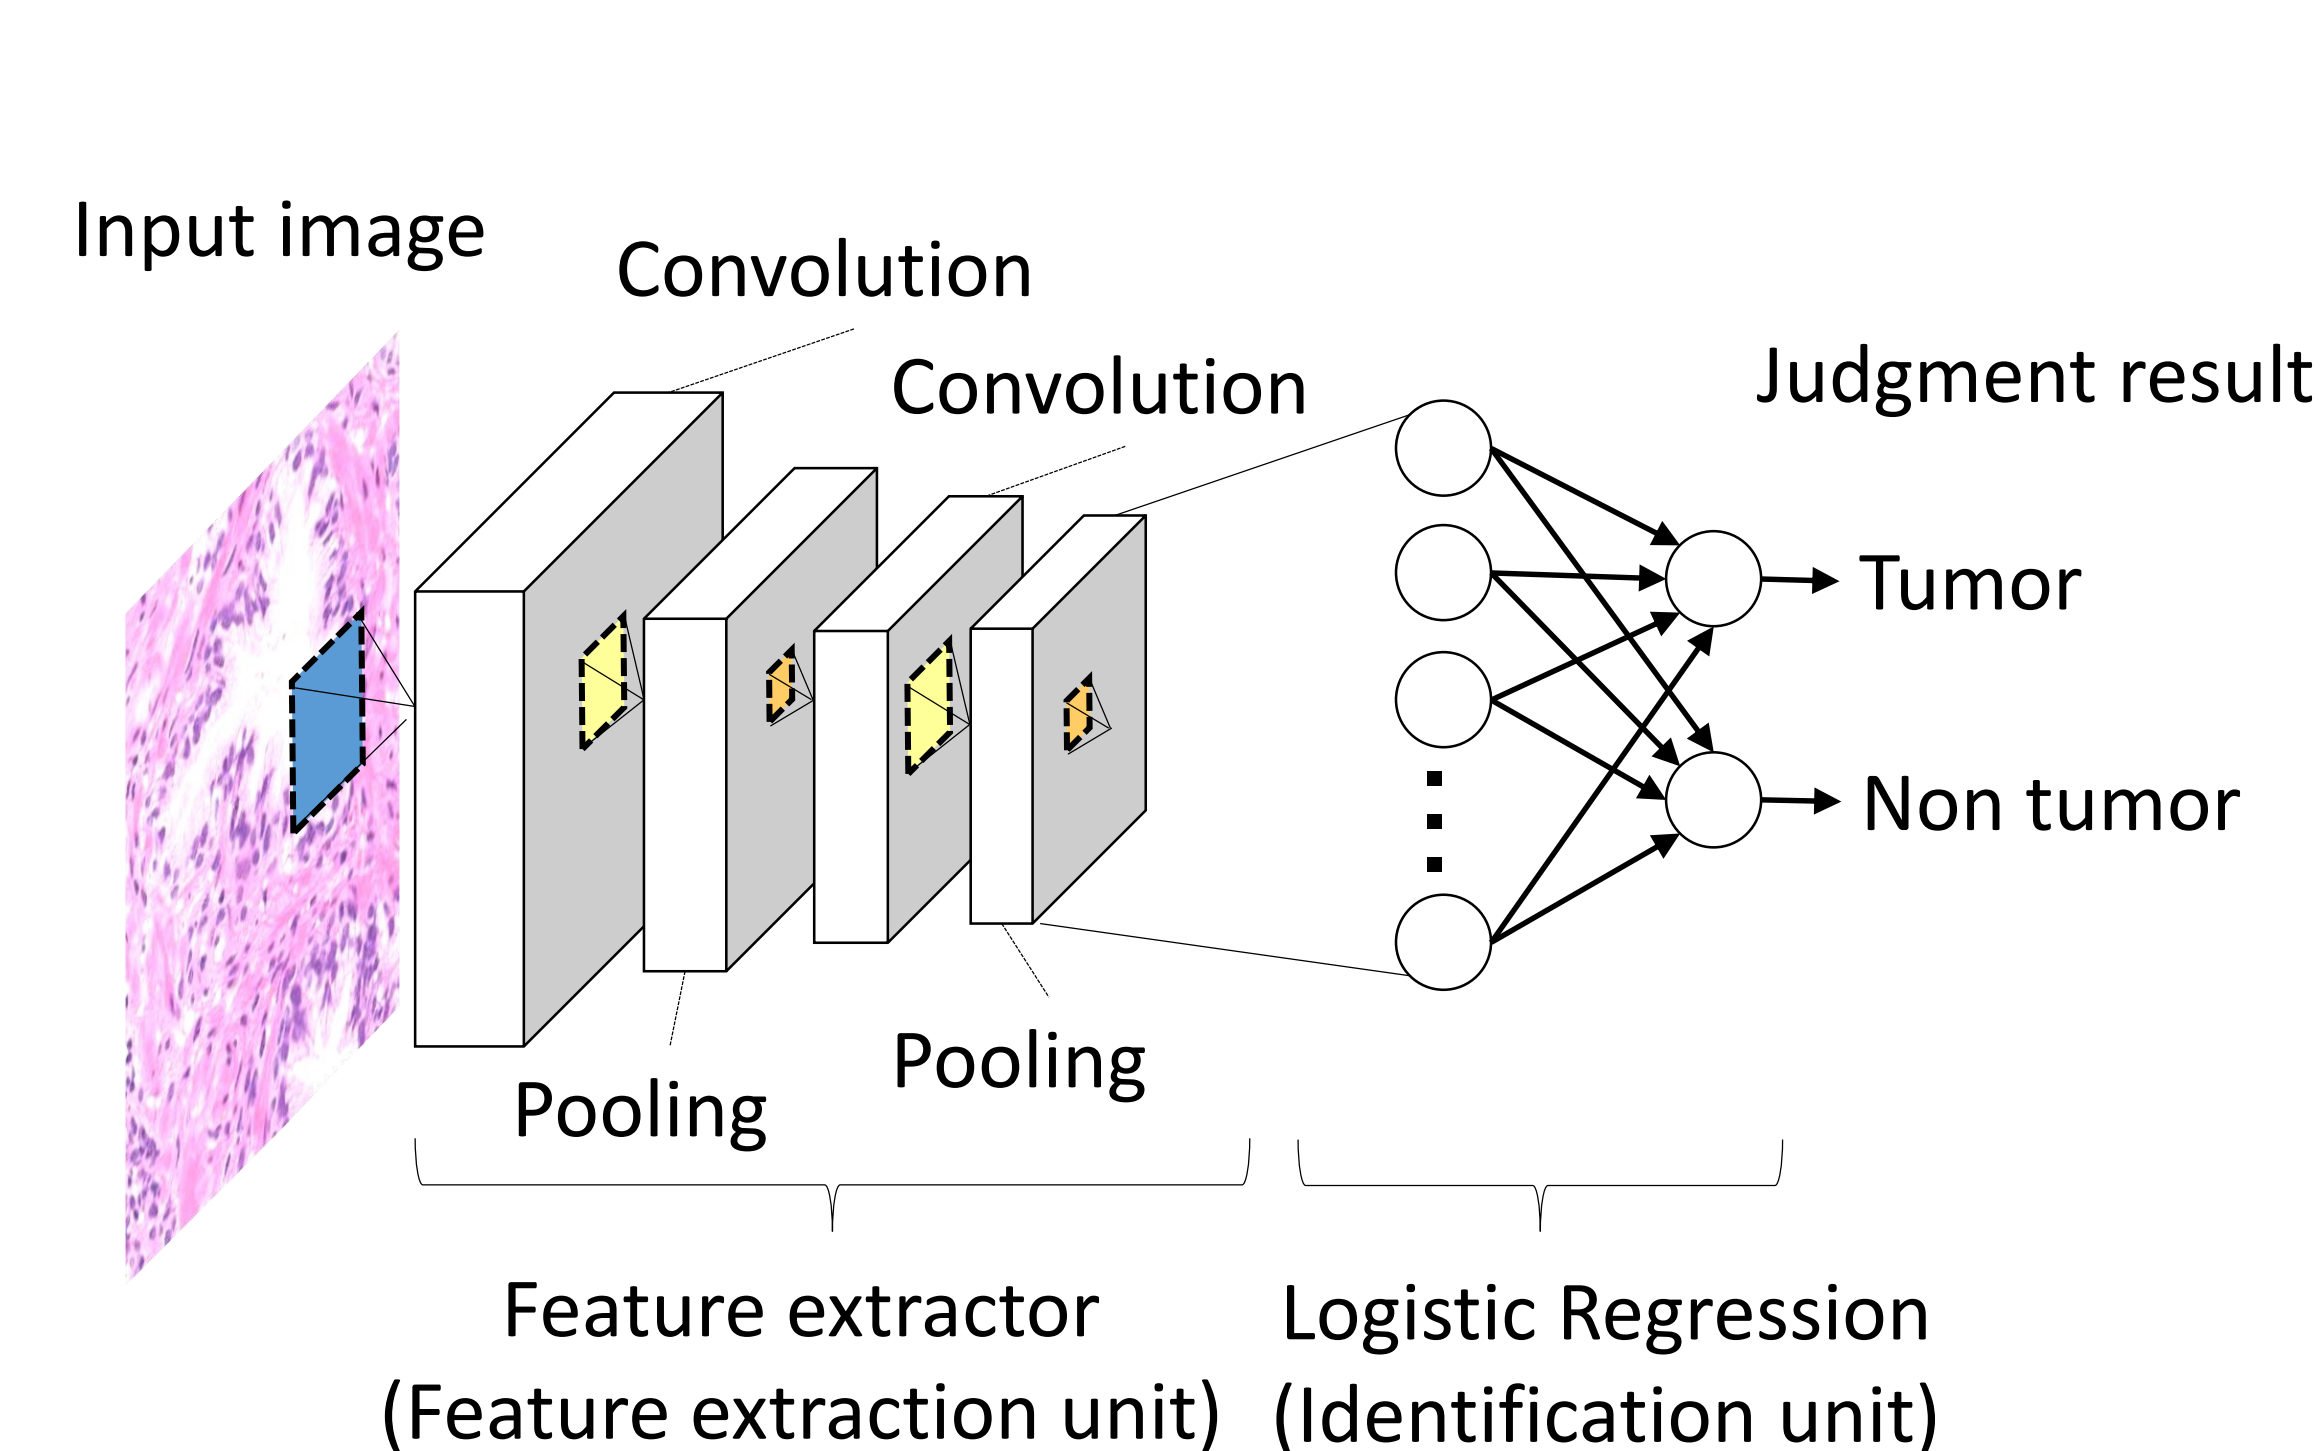 Input image
Convolution
Convolution
Judgment result
Tumor
Non tumor
Pooling
Pooling
Feature extractor
(Feature extraction unit)
Logistic Regression
(Identification unit)